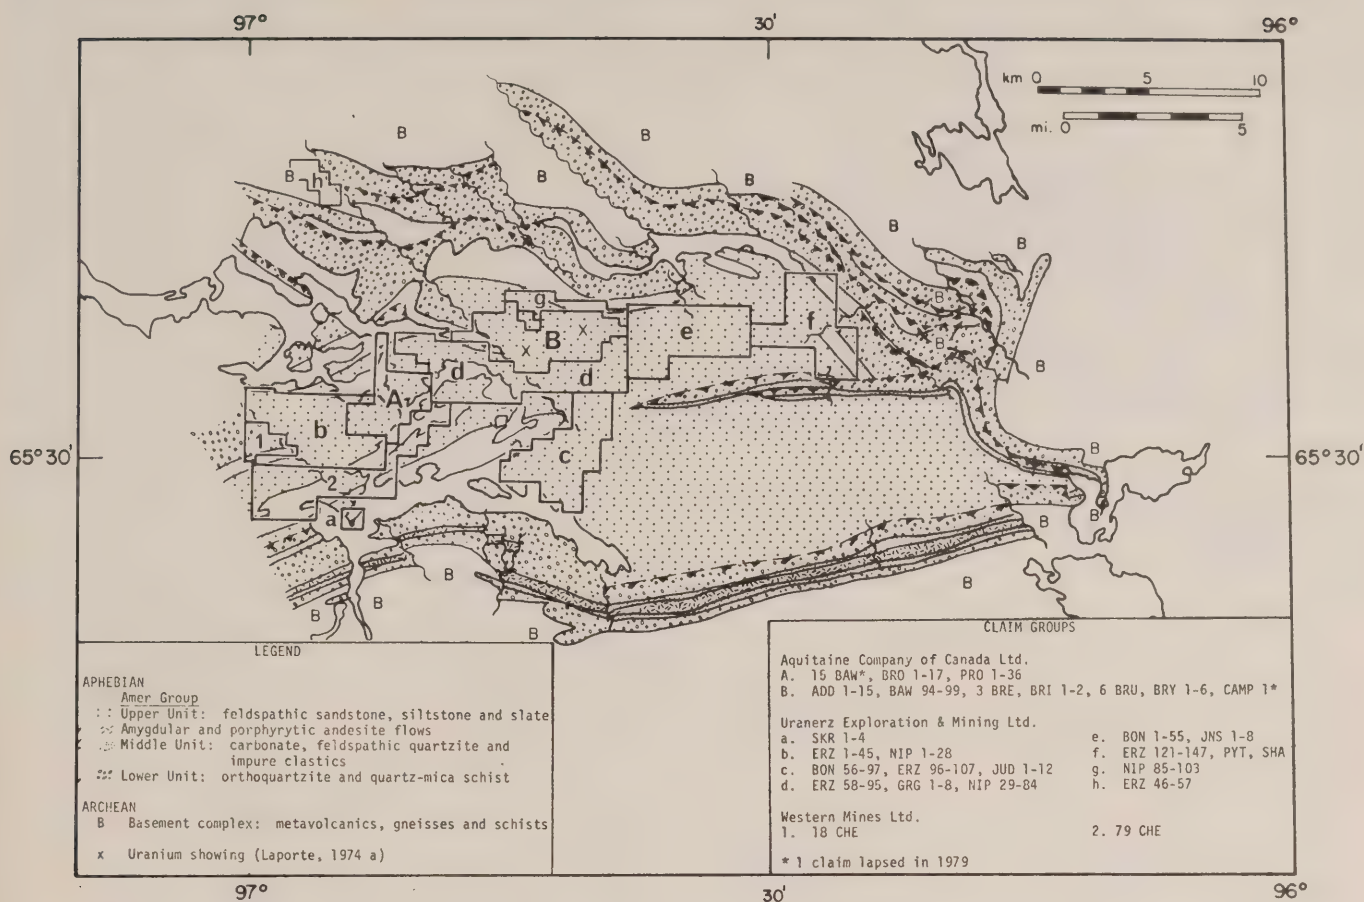 97° 30' 96°
km 0 5 10
mi. 0 5
B
B
B
B
h
B
B
B
B
g
B
x
x
e
f
B
B
d
d
A
b
1
c
65°30' 65°30'
2
a
B
B
B
B
B
B
B
B
LEGEND
APHEBIAN
Amer Group
Upper Unit: feldspathic sandstone, siltstone and slate
Amygdular and porphyrytic andesite flows
Middle Unit: carbonate, feldspathic quartzite and
impure clastics
Lower Unit: orthoquartzite and quartz-mica schist
ARCHEAN
B Basement complex: metavolcanics, gneisses and schists
x Uranium showing (Laporte, 1974 a)
CLAIM GROUPS
Aquitaine Company of Canada Ltd.
A. 15 BAW*, BRO 1-17, PRO 1-36
B. ADD 1-15, BAW 94-99, 3 BRE, BRI 1-2, 6 BRU, BRY 1-6, CAMP 1*
Uranerz Exploration & Mining Ltd.
a. SKR 1-4 e. BON 1-55, JNS 1-8
b. ERZ 1-45, NIP 1-28 f. ERZ 121-147, PYT, SHA
c. BON 56-97, ERZ 96-107, JUD 1-12 g. NIP 85-103
d. ERZ 58-95, GRG 1-8, NIP 29-84 h. ERZ 46-57
Western Mines Ltd.
1. 18 CHE 2. 79 CHE
* 1 claim lapsed in 1979
97° 30' 96°